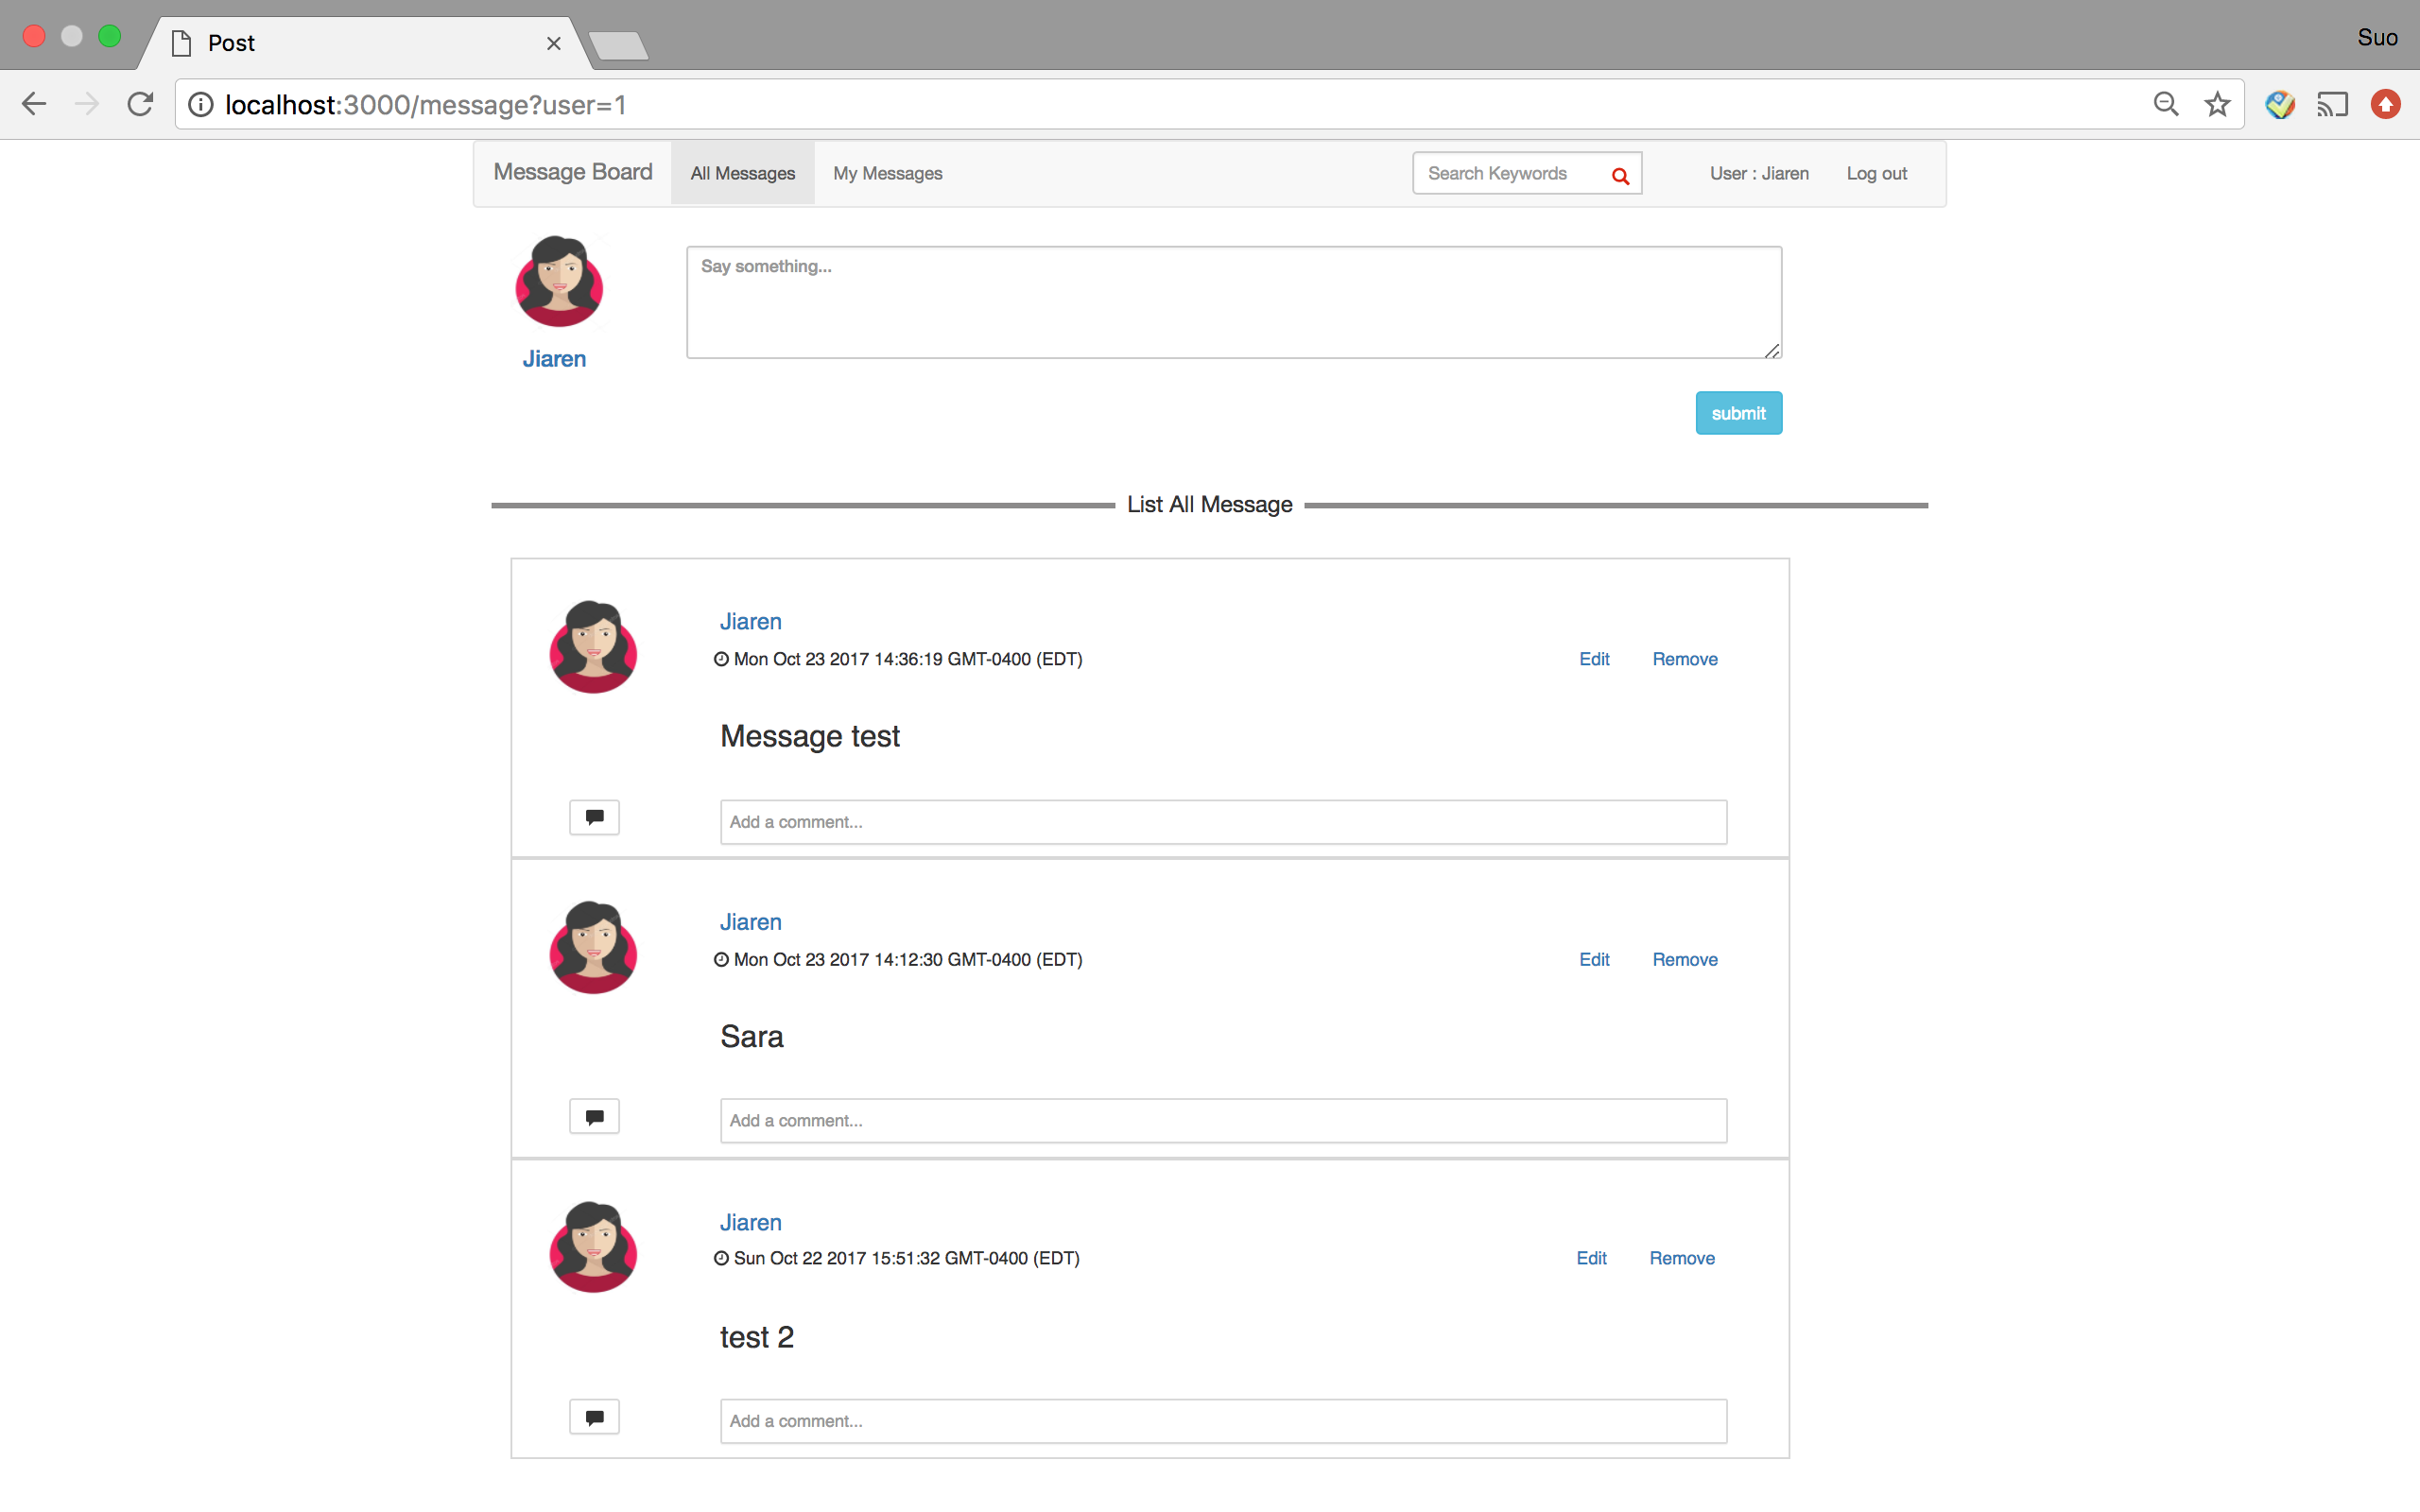 Post
Suo
localhost:3000/message?user=1
Message Board All Messages My Messages Search Keywords User : Jiaren Log out
Say something...
Jiaren
submit
List All Message
Jiaren
Mon Oct 23 2017 14:36:19 GMT-0400 (EDT) Edit Remove
Message test
Add a comment...
Jiaren
Mon Oct 23 2017 14:12:30 GMT-0400 (EDT) Edit Remove
Sara
Add a comment...
Jiaren
Sun Oct 22 2017 15:51:32 GMT-0400 (EDT) Edit Remove
test 2
Add a comment...